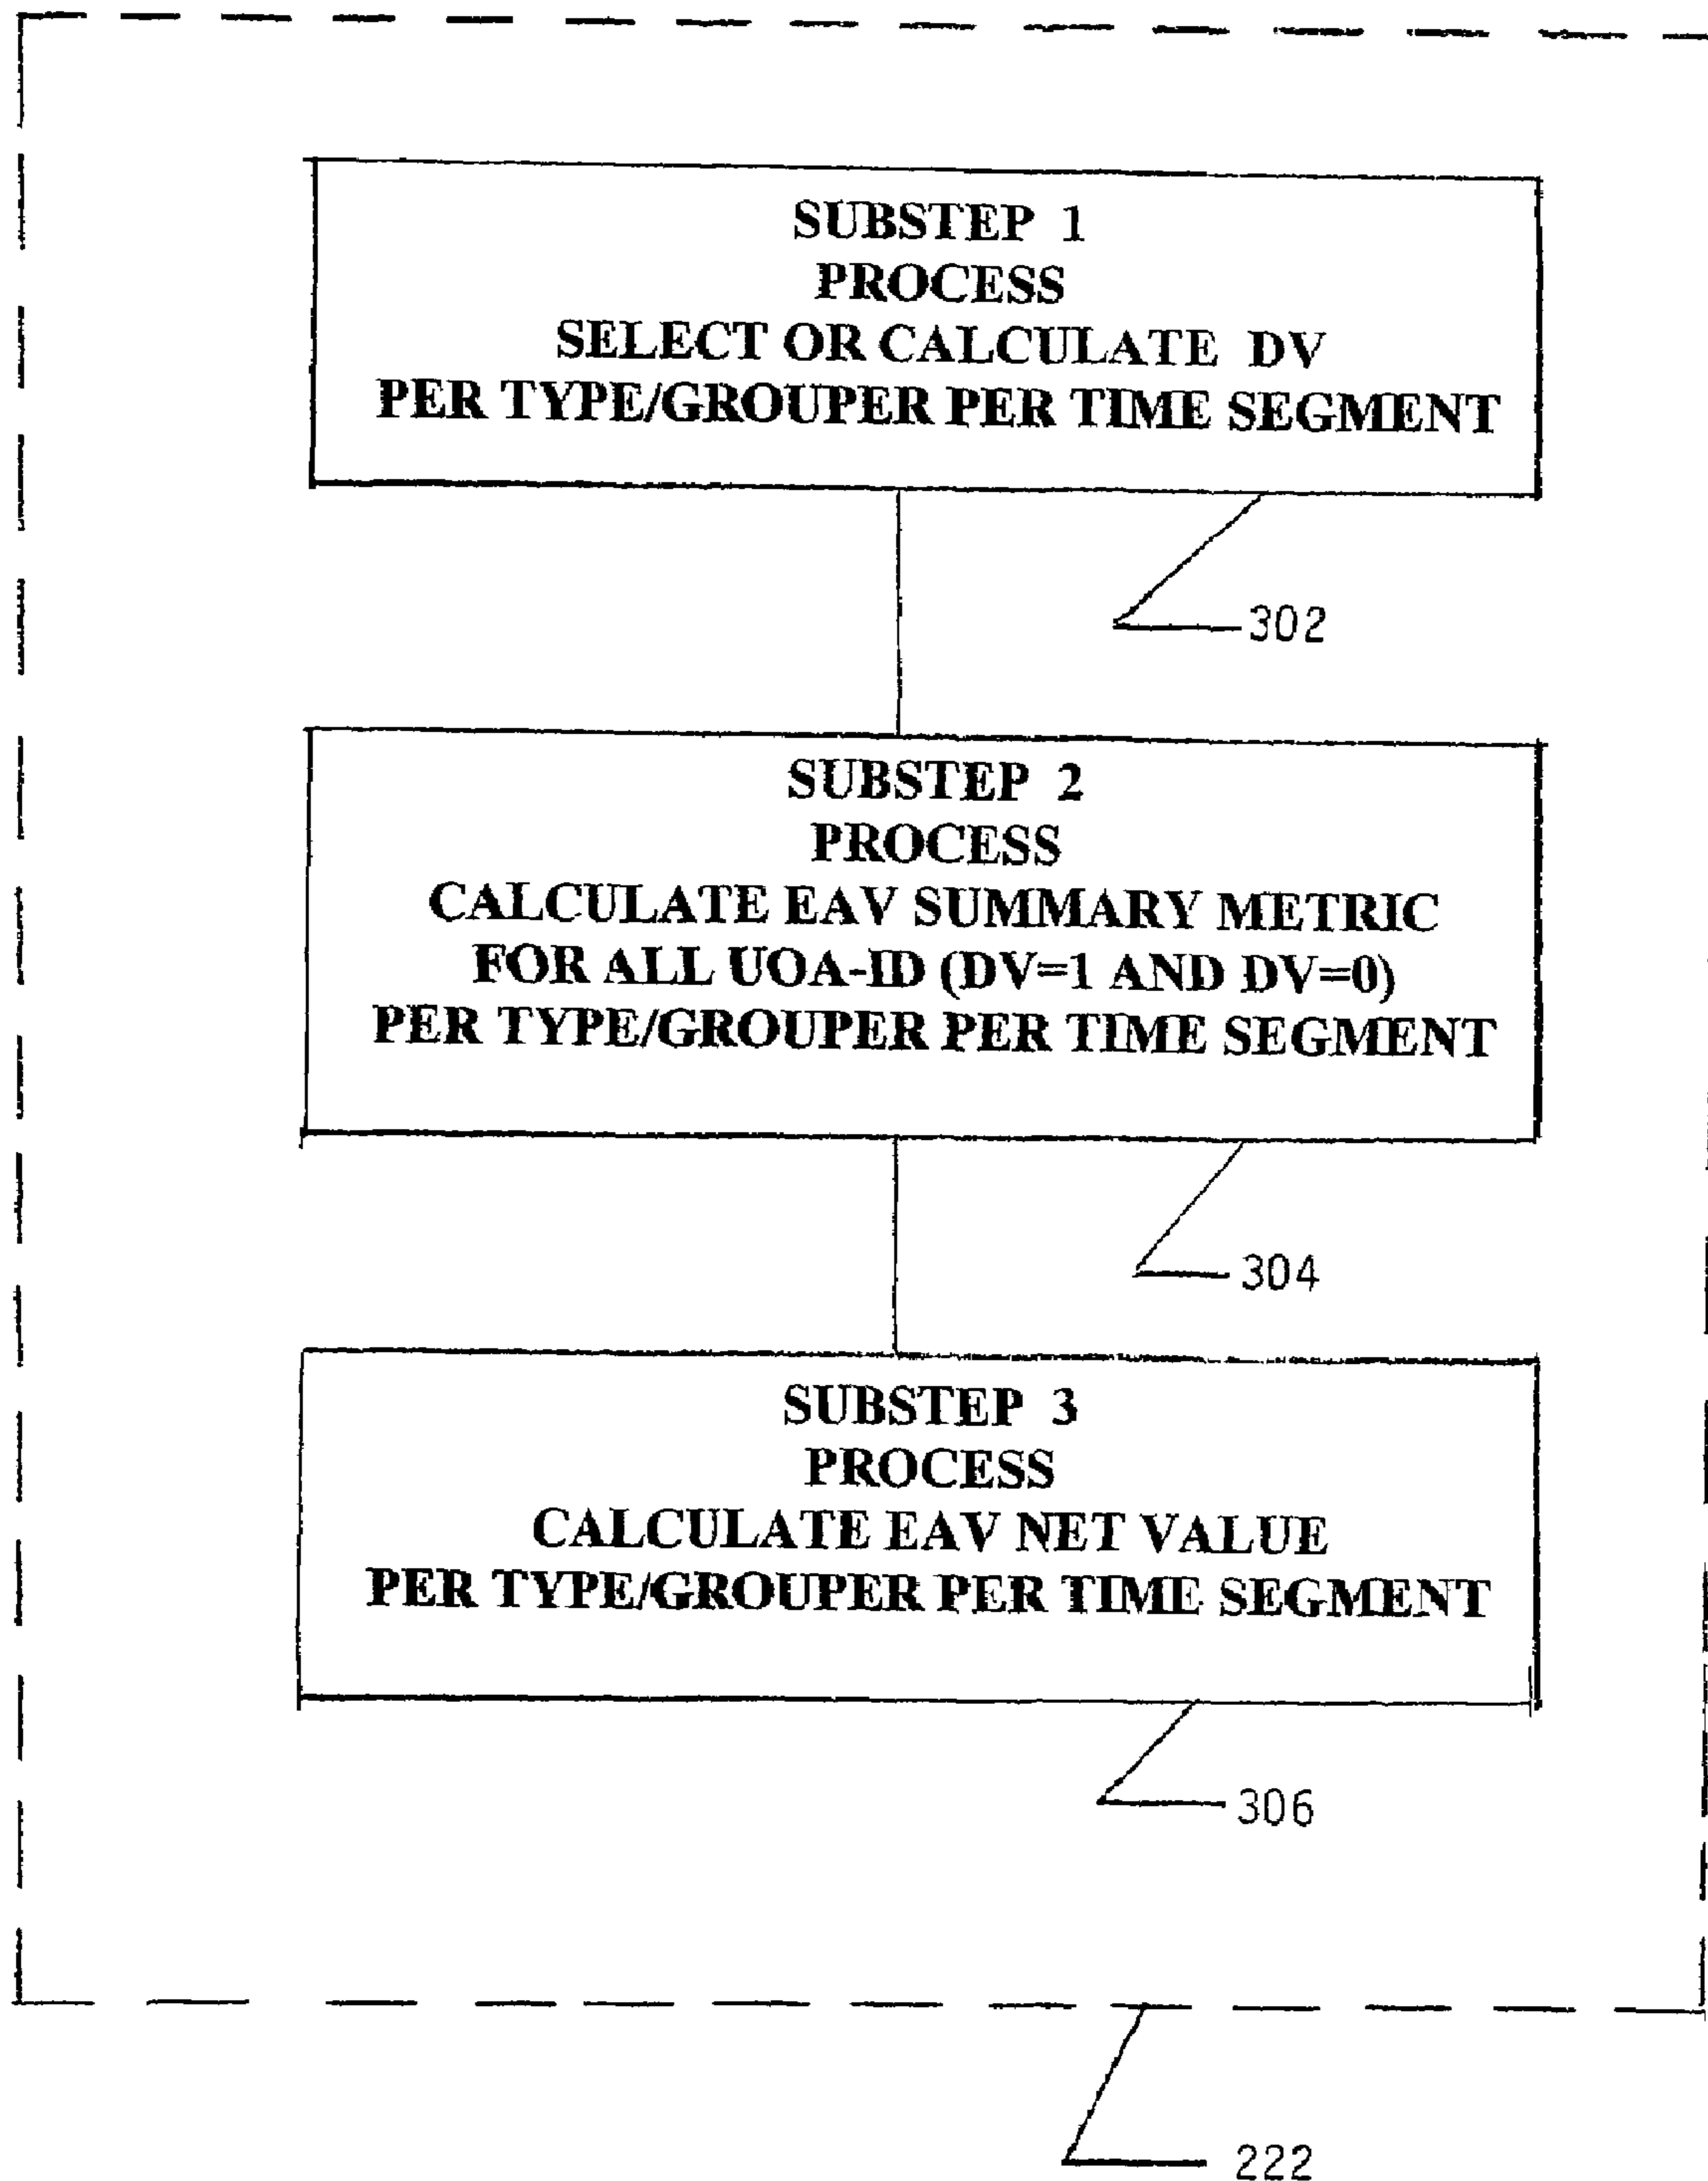 SUBSTEP 1
PROCESS
SELECT OR CALCULATE DV
PER TYPE/GROUPER PER TIME SEGMENT
302
SUBSTEP 2
PROCESS
CALCULATE EAV SUMMARY METRIC
FOR ALL UOA-ID (DV=1 AND DV=0)
PER TYPE/GROUPER PER TIME SEGMENT
304
SUBSTEP 3
PROCESS
CALCULATE EAV NET VALUE
PER TYPE/GROUPER PER TIME SEGMENT
306
222